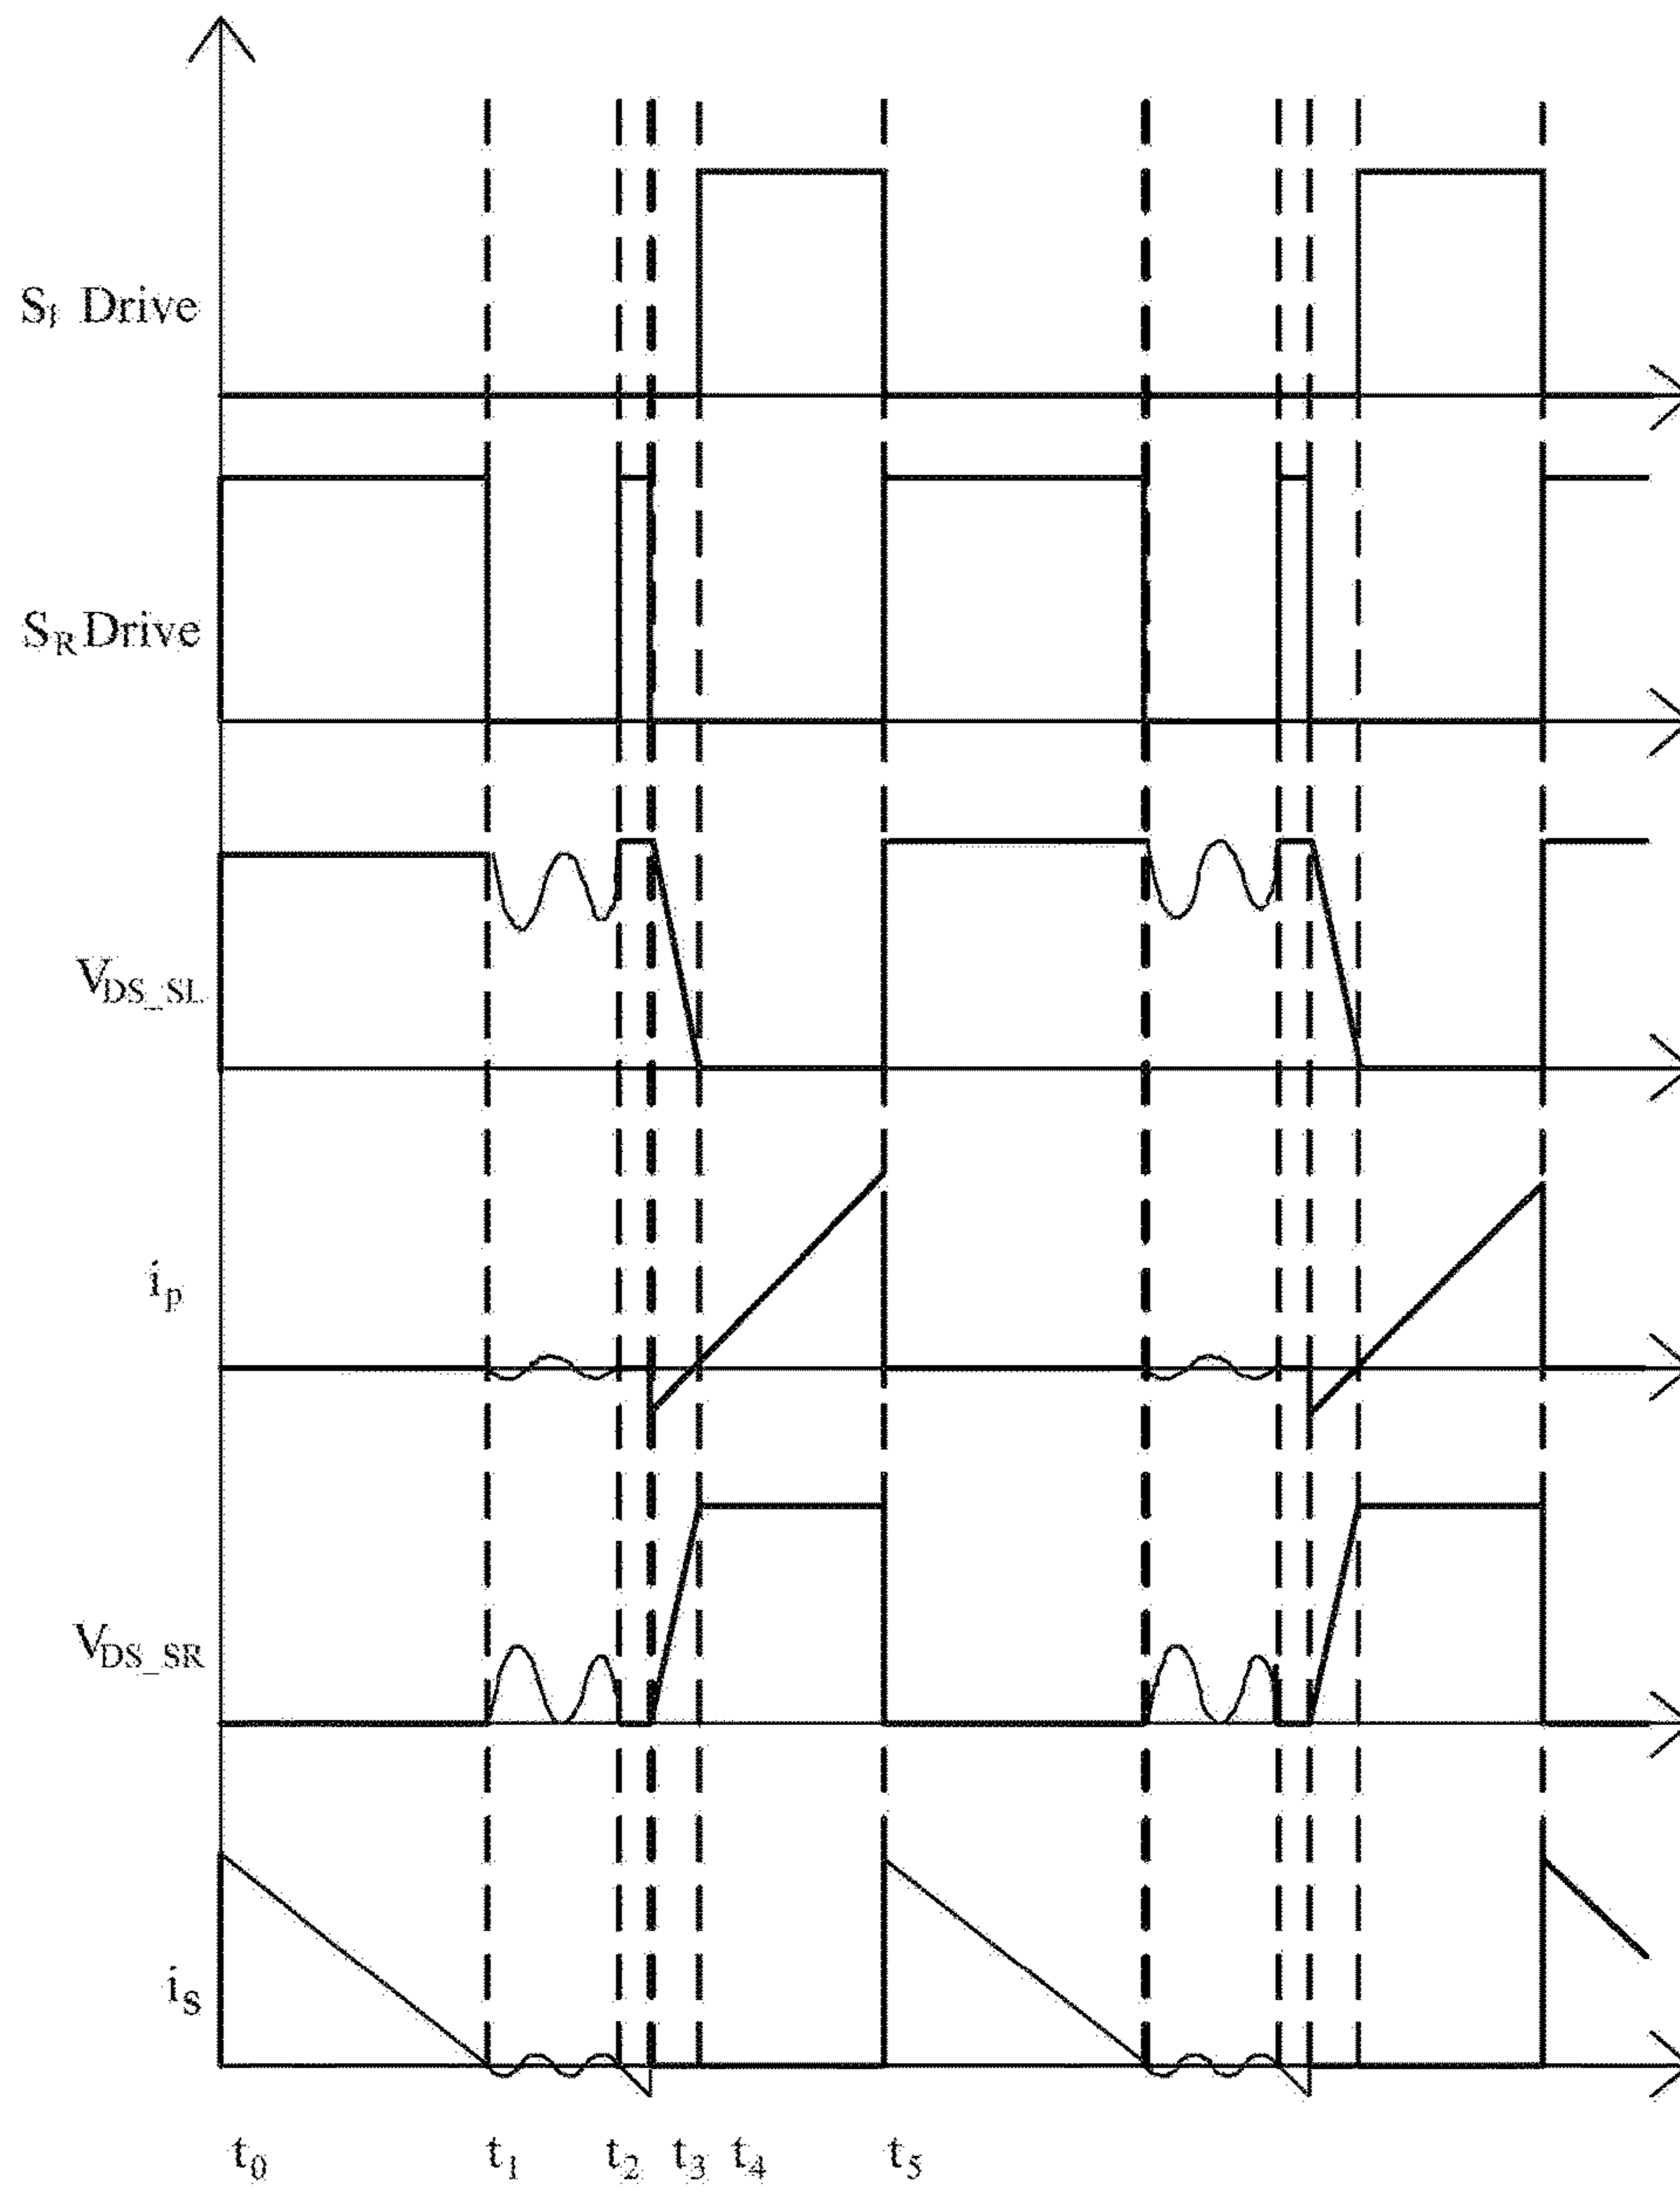 S₁ Drive
S_R Drive
V_DS_SL
i_p
V_DS_SR
i_s
t₀ t₁ t₂ t₃ t₄ t₅